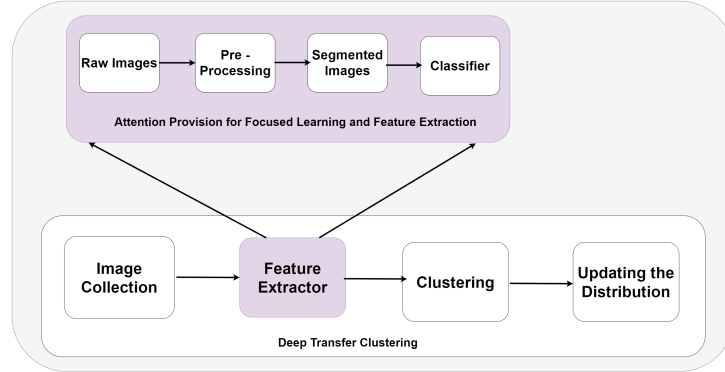 Raw Images
Pre -
Processing
Segmented
Images
Classifier
Attention Provision for Focused Learning and Feature Extraction
Image
Collection
Feature
Extractor
Clustering
Updating the
Distribution
Deep Transfer Clustering